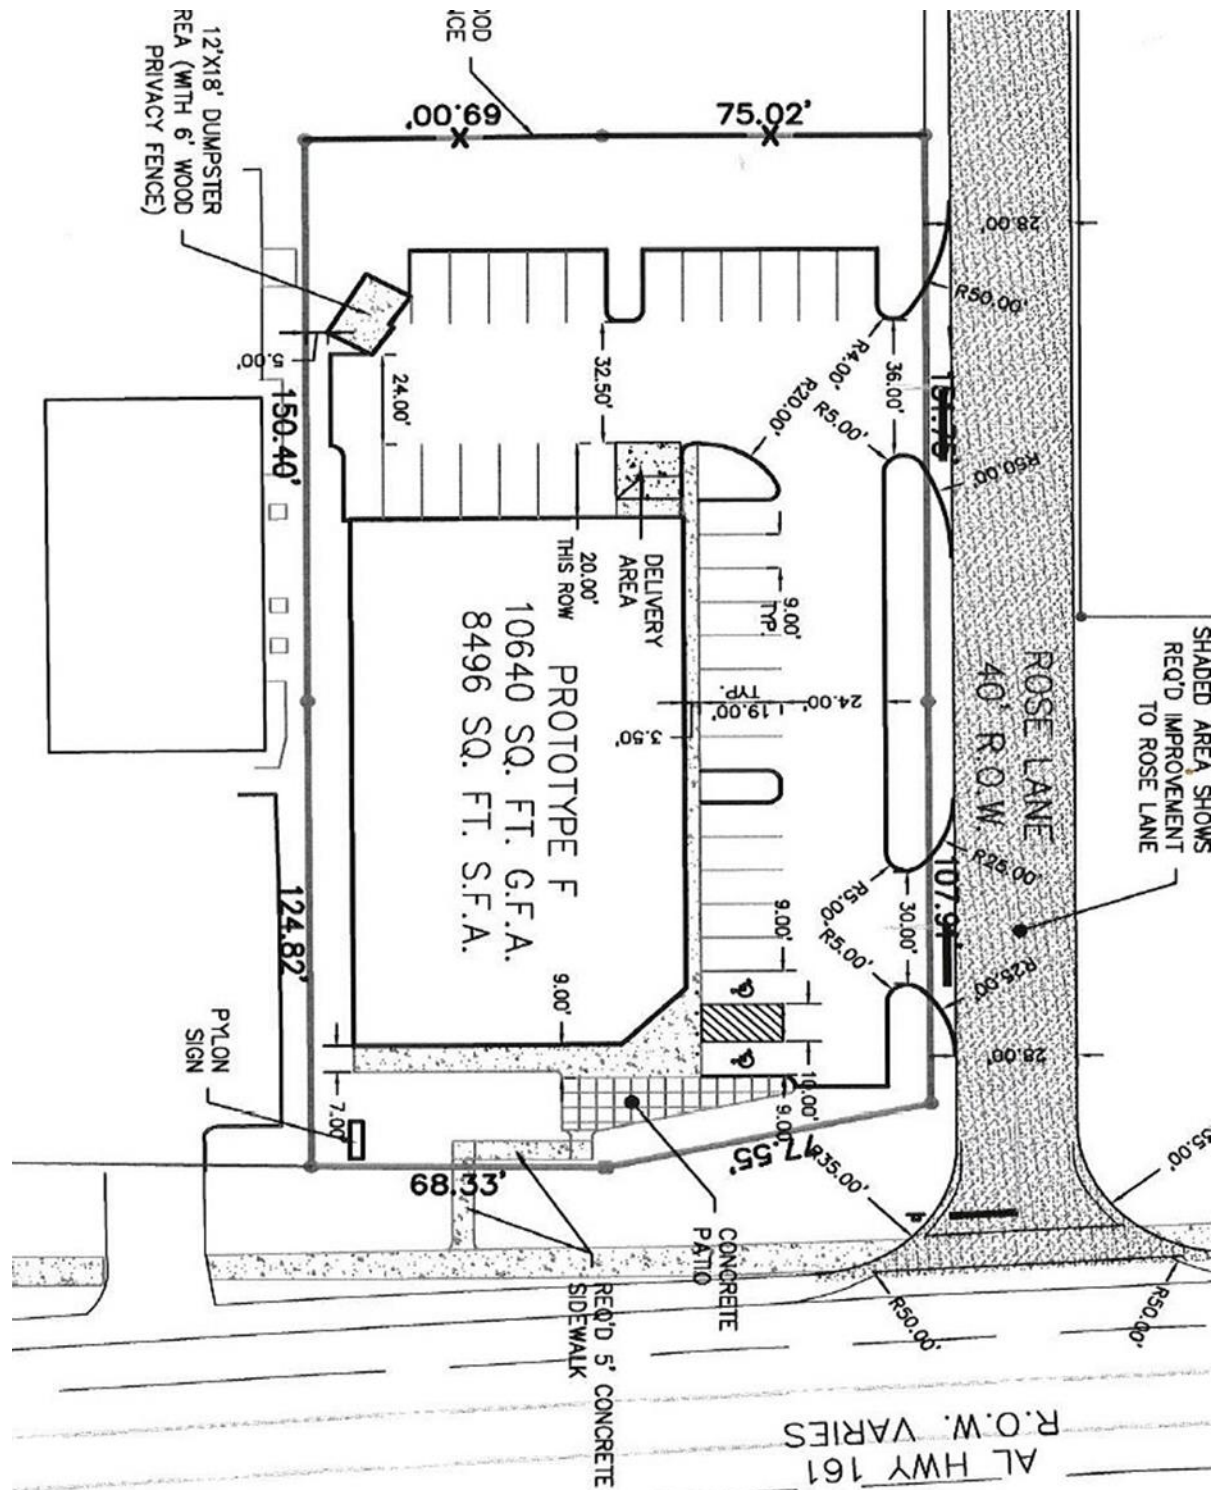 OOD
NCE
12'X18' DUMPSTER
REA (WITH 6' WOOD
PRIVACY FENCE)
69.00'
75.02'
28.00'
R50.00'
5.00'
150.40'
24.00'
32.50'
R4.00'
R20.00'
R5.00'
36.00'
R50.00'
SHADED AREA SHOWS
REQ'D IMPROVEMENT
TO ROSE LANE
ROSE LANE
40' R.O.W.
DELIVERY
AREA
20.00'
THIS ROW
9.00'
TYP.
PROTOTYPE F
10640 SQ. FT. G.F.A.
8496 SQ. FT. S.F.A.
3.50'
19.00'
TYP.
24.00'
R25.00'
107.91'
R5.00'
30.00'
R5.00'
R25.00'
9.00'
9.00'
124.82'
28.00'
10.00'
9.00'
7.00'
PYLON
SIGN
68.33'
R35.00'
CONCRETE
PATIO
REQ'D 5' CONCRETE
SIDEWALK
R50.00'
R50.00'
AL HWY 161
R.O.W. VARIES